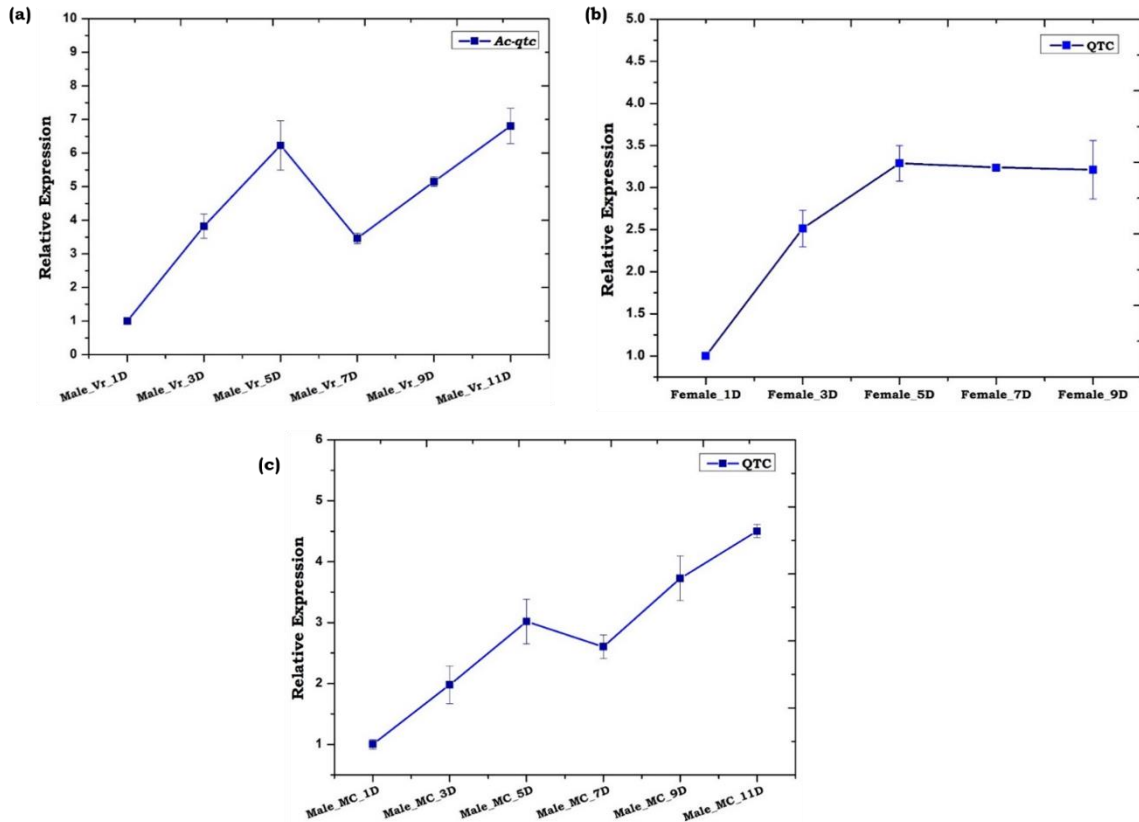 (a)
Ac-qtc
Relative Expression
10
9
8
7
6
5
4
3
2
1
0
Male_Vr_1D
Male_Vr_3D
Male_Vr_5D
Male_Vr_7D
Male_Vr_9D
Male_Vr_11D
(b)
QTC
Relative Expression
5.0
4.5
4.0
3.5
3.0
2.5
2.0
1.5
1.0
Female_1D
Female_3D
Female_5D
Female_7D
Female_9D
(c)
QTC
Relative Expression
6
5
4
3
2
1
Male_MC_1D
Male_MC_3D
Male_MC_5D
Male_MC_7D
Male_MC_9D
Male_MC_11D